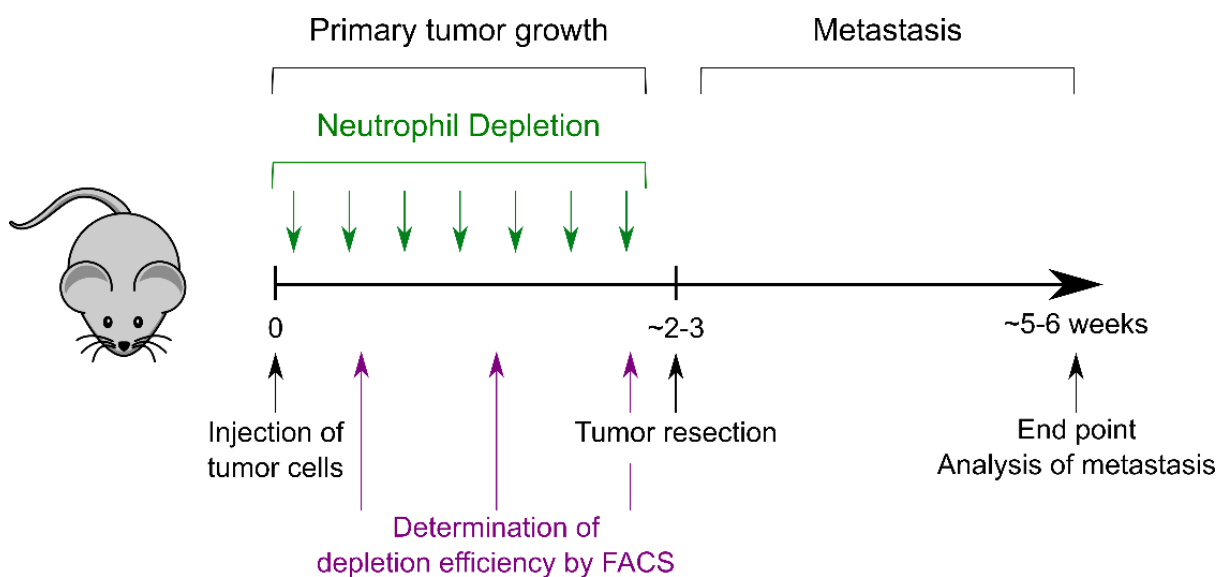 Primary tumor growth
Metastasis
Neutrophil Depletion
0
~2-3
~5-6 weeks
Injection of
tumor cells
Tumor resection
End point
Analysis of metastasis
Determination of
depletion efficiency by FACS